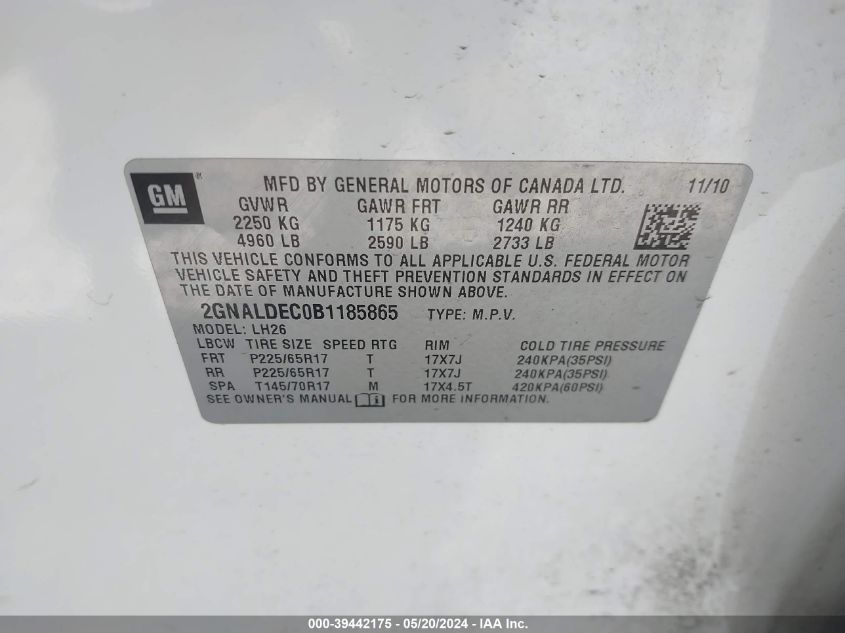 GM
MFD BY GENERAL MOTORS OF CANADA LTD. 11/10
GVWR GAWR FRT GAWR RR
2250 KG 1175 KG 1240 KG
4960 LB 2590 LB 2733 LB
THIS VEHICLE CONFORMS TO ALL APPLICABLE U.S. FEDERAL MOTOR
VEHICLE SAFETY AND THEFT PREVENTION STANDARDS IN EFFECT ON
THE DATE OF MANUFACTURE SHOWN ABOVE.
2GNALDEC0B1185865 TYPE: M.P.V.
MODEL: LH26
LBCW TIRE SIZE SPEED RTG RIM COLD TIRE PRESSURE
FRT P225/65R17 T 17X7J 240KPA(35PSI)
RR P225/65R17 T 17X7J 240KPA(35PSI)
SPA T145/70R17 M 17X4.5T 420KPA(60PSI)
SEE OWNER'S MANUAL FOR MORE INFORMATION.
000-39442175 - 05/20/2024 - IAA Inc.